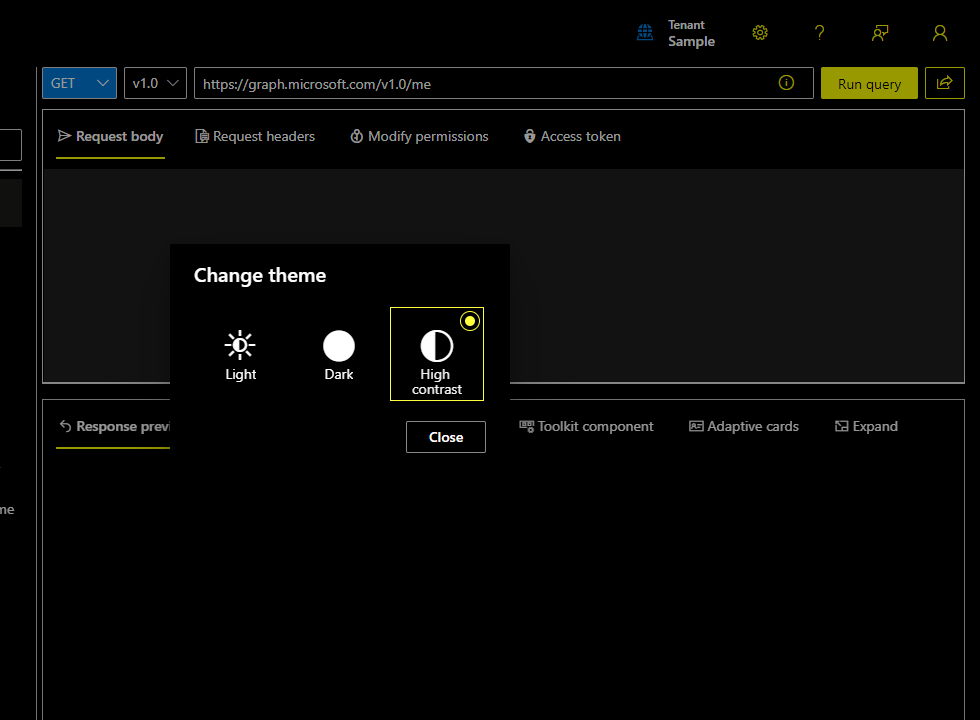 Tenant
Sample
GET
v1.0
https://graph.microsoft.com/v1.0/me
Run query
Request body
Request headers
Modify permissions
Access token
Change theme
Light
Dark
High
contrast
Close
Response previ
Toolkit component
Adaptive cards
Expand
me